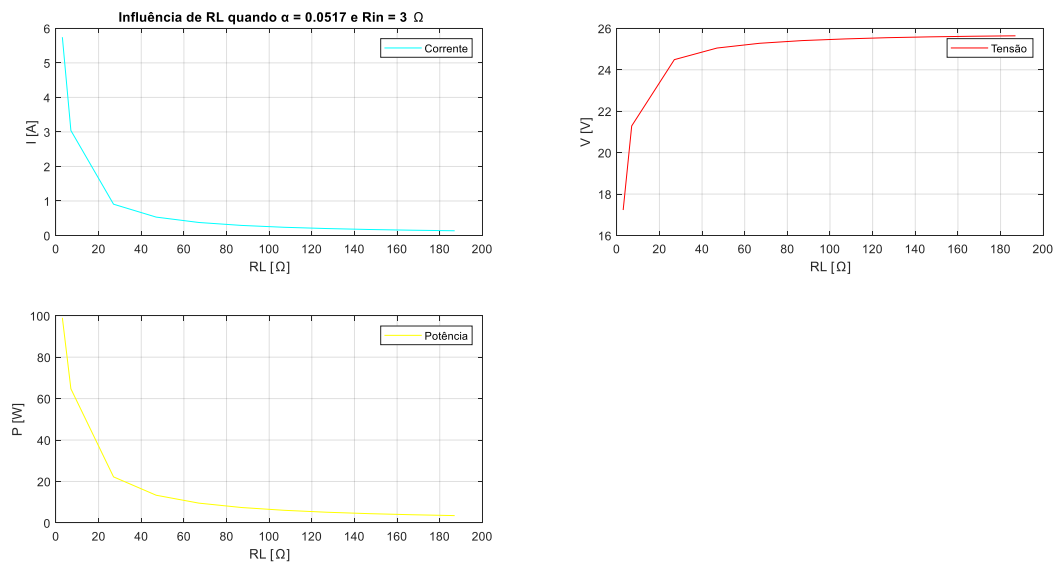 Influência de RL quando α = 0.0517 e Rin = 3 Ω
6
5
4
3
2
1
0
I [A]
Corrente
0 20 40 60 80 100 120 140 160 180 200
RL [Ω]
26
24
22
20
18
16
V [V]
Tensão
0 20 40 60 80 100 120 140 160 180 200
RL [Ω]
100
80
60
40
20
0
P [W]
Potência
0 20 40 60 80 100 120 140 160 180 200
RL [Ω]